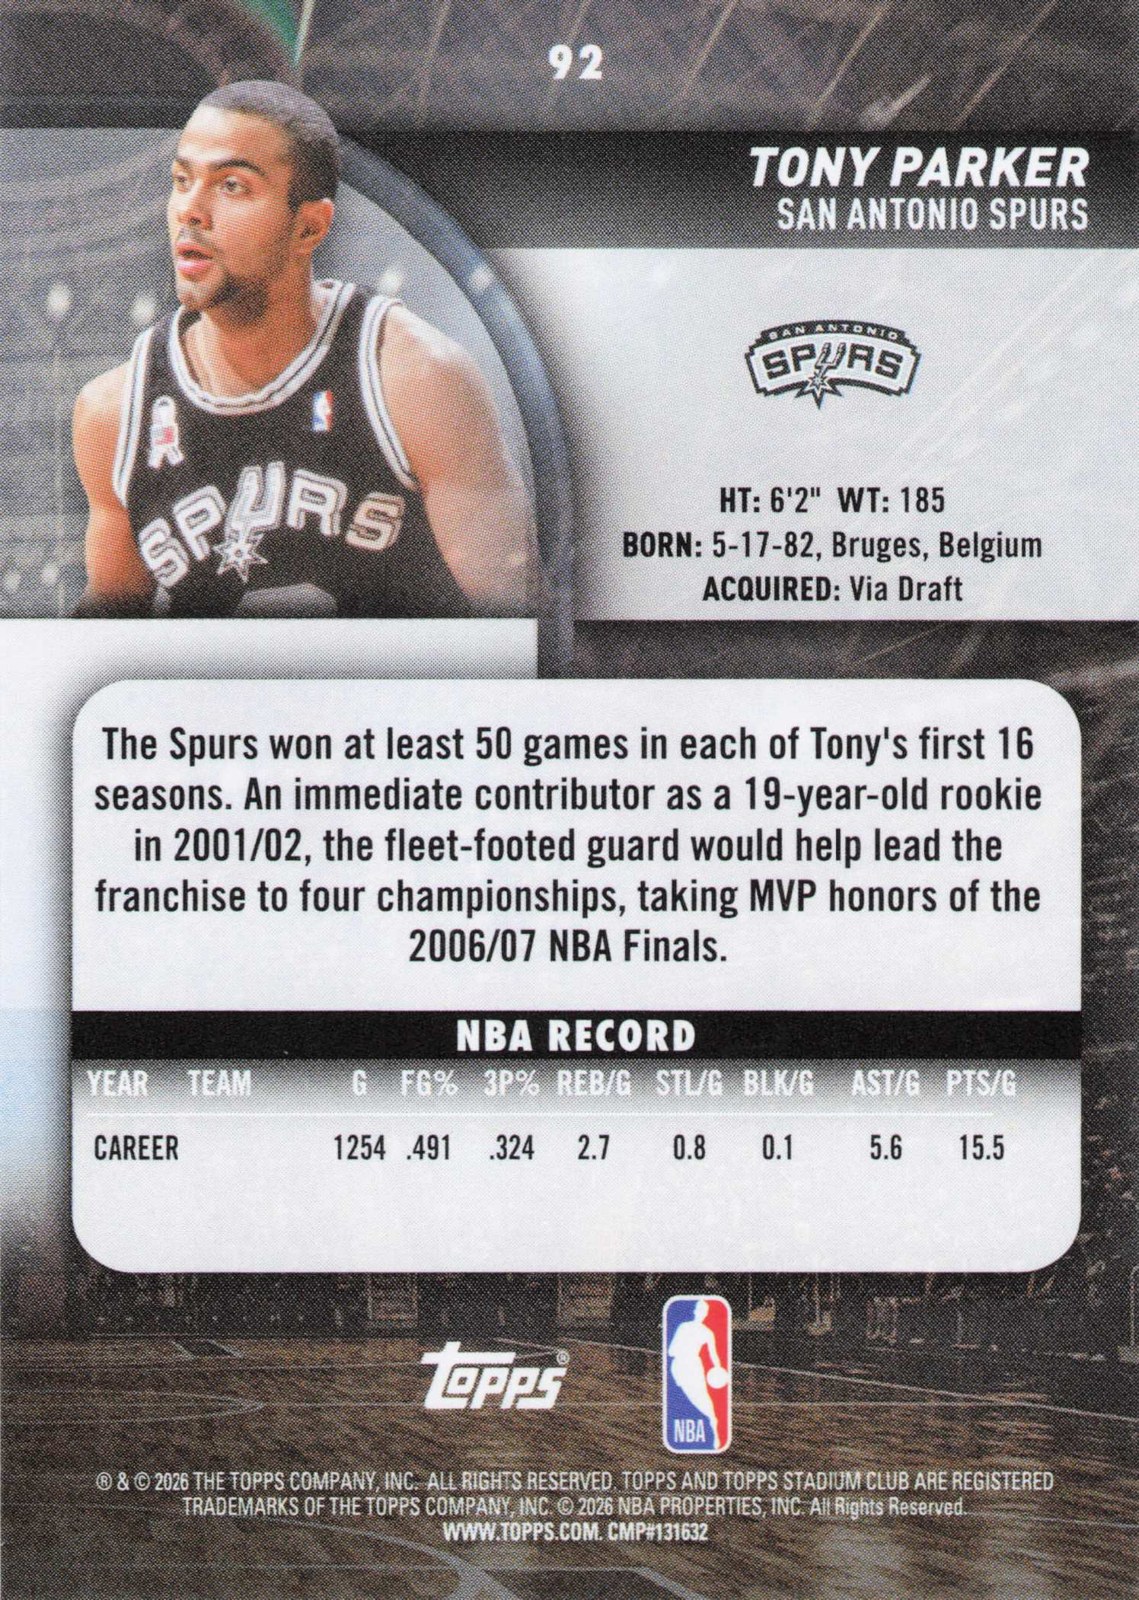 92
TONY PARKER
SAN ANTONIO SPURS
SAN ANTONIO
SPURS
SPURS
HT: 6'2" WT: 185
BORN: 5-17-82, Bruges, Belgium
ACQUIRED: Via Draft
The Spurs won at least 50 games in each of Tony's first 16
seasons. An immediate contributor as a 19-year-old rookie
in 2001/02, the fleet-footed guard would help lead the
franchise to four championships, taking MVP honors of the
2006/07 NBA Finals.
NBA RECORD
YEAR TEAM G FG% 3P% REB/G STL/G BLK/G AST/G PTS/G
CAREER 1254 .491 .324 2.7 0.8 0.1 5.6 15.5
TOPPS®
NBA
® & © 2026 THE TOPPS COMPANY, INC. ALL RIGHTS RESERVED. TOPPS AND TOPPS STADIUM CLUB ARE REGISTERED
TRADEMARKS OF THE TOPPS COMPANY, INC. © 2026 NBA PROPERTIES, INC. All Rights Reserved.
WWW.TOPPS.COM. CMP#131632